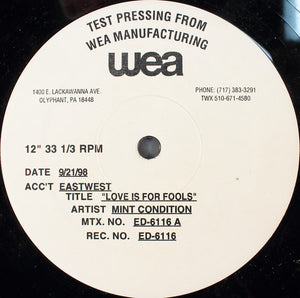 TEST PRESSING FROM
WEA MANUFACTURING
wea
1400 E. LACKAWANNA AVE.
OLYPHANT, PA 18448
PHONE: (717) 383-3291
TWX 510-671-4580
12" 33 1/3 RPM
DATE 9/21/98
ACC'T EASTWEST
TITLE "LOVE IS FOR FOOLS"
ARTIST MINT CONDITION
MTX. NO. ED-6116 A
REC. NO. ED-6116